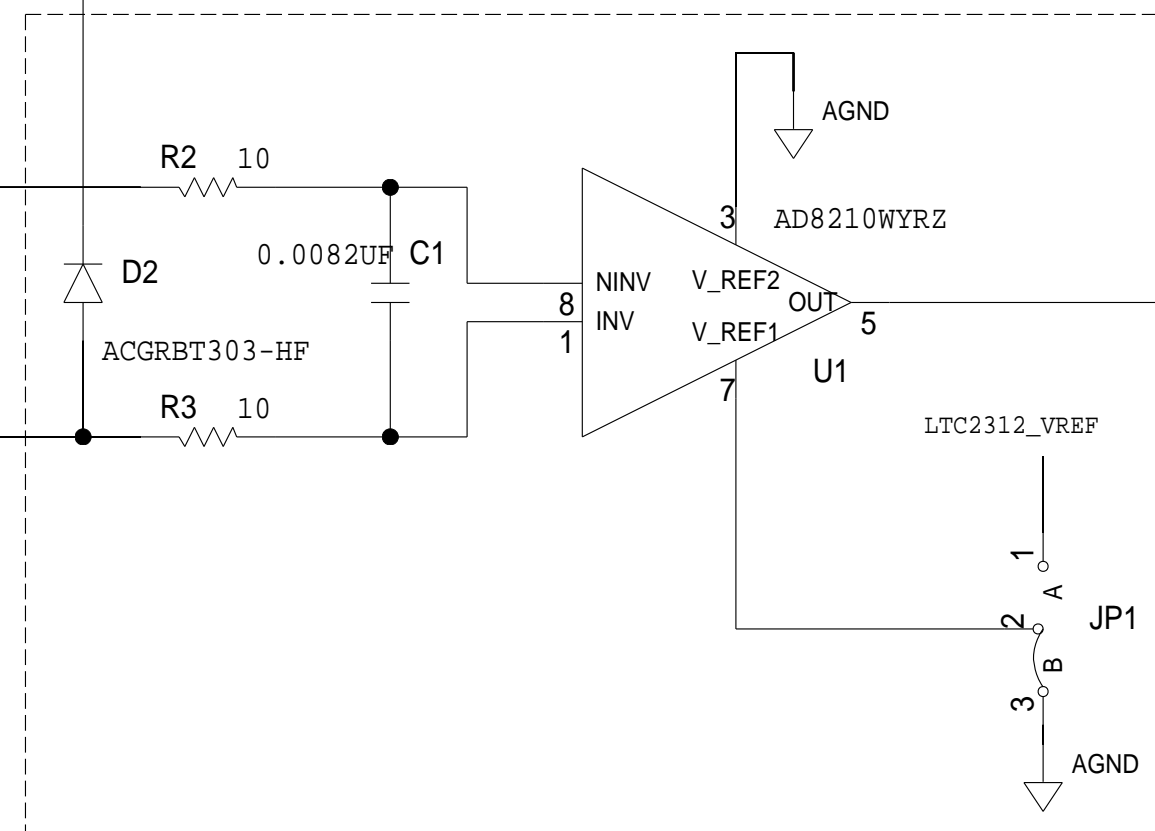 AGND
R2 10
3 AD8210WYRZ
0.0082UF C1
D2
NINV V_REF2
8 OUT
INV V_REF1 5
1
ACGRBT303-HF
U1
7
R3 10
LTC2312_VREF
1
A
2 JP1
B
3
AGND